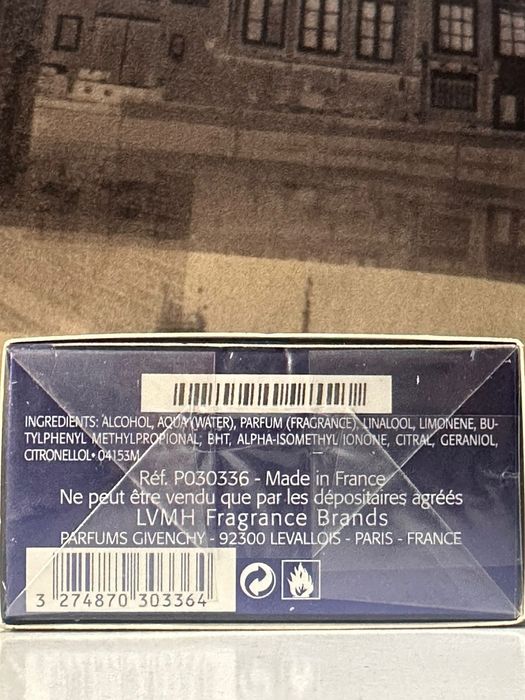 INGREDIENTS: ALCOHOL, AQUA (WATER), PARFUM (FRAGRANCE), LINALOOL, LIMONENE, BU-
TYLPHENYL METHYLPROPIONAL, BHT, ALPHA-ISOMETHYL IONONE, CITRAL, GERANIOL,
CITRONELLOL• 04153M
Réf. P030336 - Made in France
Ne peut être vendu que par les dépositaires agréés
LVMH Fragrance Brands
PARFUMS GIVENCHY - 92300 LEVALLOIS - PARIS - FRANCE
3 274870 303364